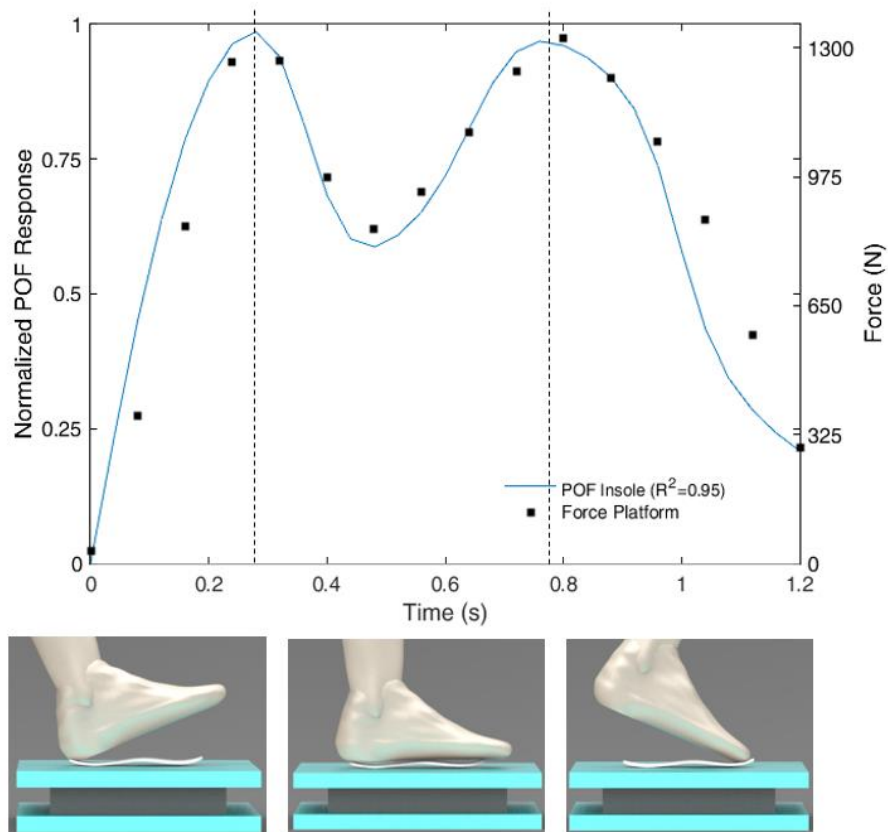 1
0.75
0.5
0.25
0
Normalized POF Response
1300
975
650
325
0
Force (N)
POF Insole (R²=0.95)
Force Platform
0 0.2 0.4 0.6 0.8 1 1.2
Time (s)